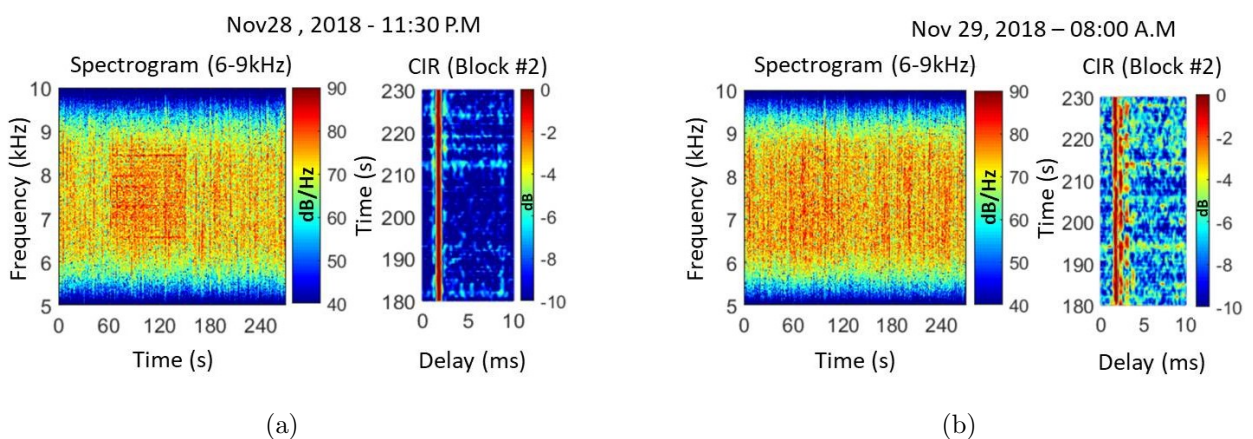 Nov28 , 2018 - 11:30 P.M
Spectrogram (6-9kHz)
CIR (Block #2)
Frequency (kHz)
10
9
8
7
6
5
0 60 120 180 240
Time (s)
90
80
70
60
50
40
dB/Hz
Time (s)
230
220
210
200
190
180
0 5 10
Delay (ms)
0
-2
-4
-6
-8
-10
dB
(a)
Nov 29, 2018 – 08:00 A.M
Spectrogram (6-9kHz)
CIR (Block #2)
Frequency (kHz)
10
9
8
7
6
5
0 60 120 180 240
Time (s)
90
80
70
60
50
40
dB/Hz
Time (s)
230
220
210
200
190
180
0 5 10
Delay (ms)
0
-2
-4
-6
-8
-10
dB
(b)